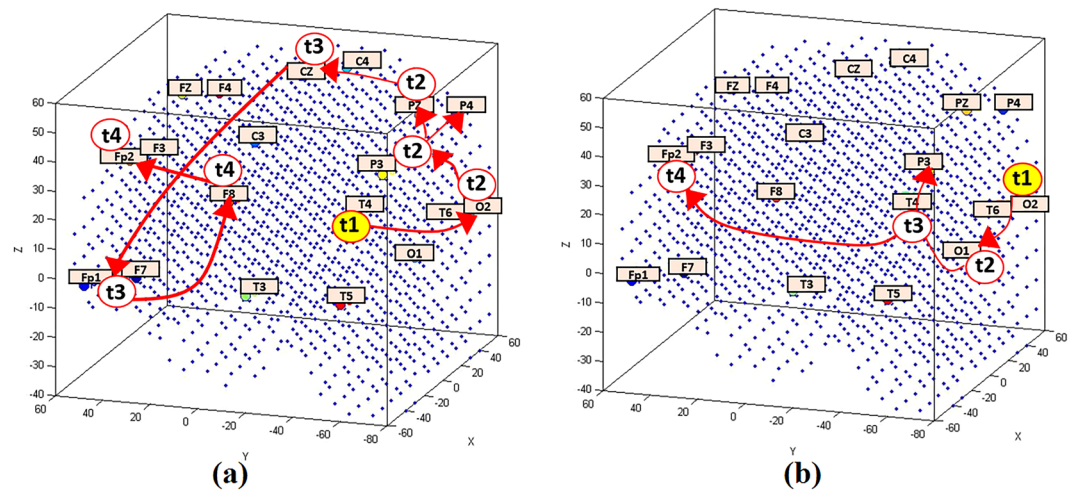 t3
C4
CZ
t2
FZ
F4
PZ
P4
60
50
40
30
20
10
0
-10
-20
-30
-40
Z
t4
F3
Fp2
C3
t2
t4
F8
P3
t2
T4
T6
O2
t1
O1
Fp1
F7
t3
T3
T5
60
40
20
0
-20
-40
-60
-80
Y
-60
-40
-20
0
20
40
60
X
(a)
C4
CZ
FZ
F4
PZ
P4
60
50
40
30
20
10
0
-10
-20
-30
-40
Z
C3
F3
Fp2
t4
P3
t1
F8
T4
T6
O2
t3
O1
t2
Fp1
F7
T3
T5
60
40
20
0
-20
-40
-60
-80
Y
-60
-40
-20
0
20
40
60
X
(b)